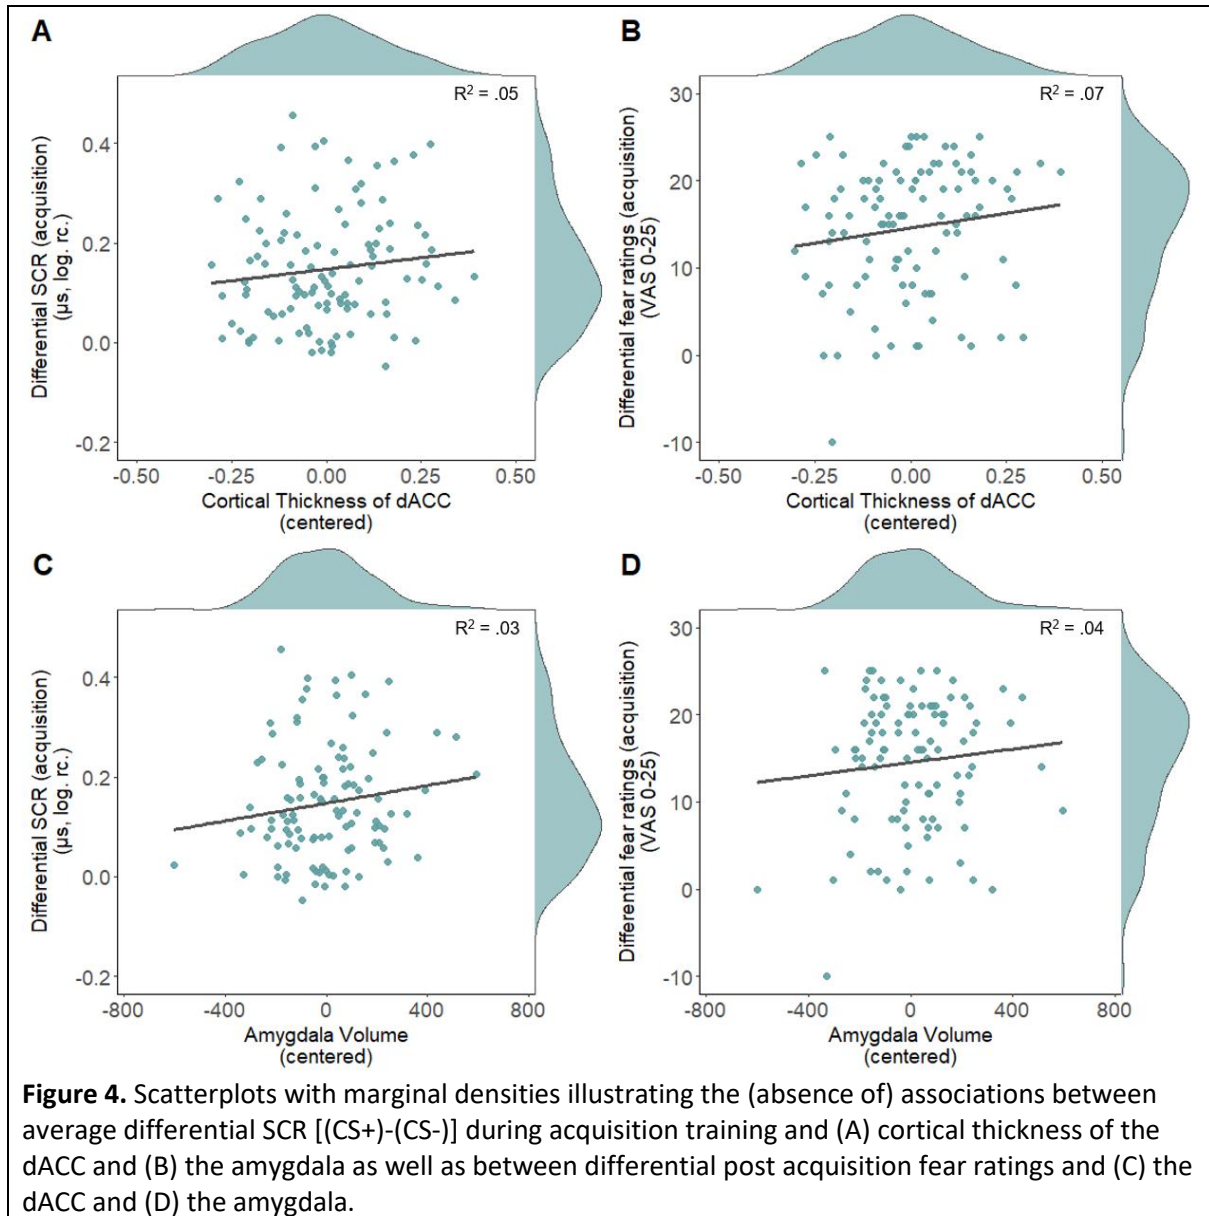 A
R² = .05
Differential SCR (acquisition)
(µs, log. rc.)
0.4
0.2
0.0
-0.2
-0.50
-0.25
0.00
0.25
0.50
Cortical Thickness of dACC
(centered)
B
R² = .07
Differential fear ratings (acquisition)
(VAS 0-25)
30
20
10
0
-10
-0.50
-0.25
0.00
0.25
0.50
Cortical Thickness of dACC
(centered)
C
R² = .03
Differential SCR (acquisition)
(µs, log. rc.)
0.4
0.2
0.0
-0.2
-800
-400
0
400
800
Amygdala Volume
(centered)
D
R² = .04
Differential fear ratings (acquisition)
(VAS 0-25)
30
20
10
0
-10
-800
-400
0
400
800
Amygdala Volume
(centered)
Figure 4. Scatterplots with marginal densities illustrating the (absence of) associations between
average differential SCR [(CS+)-(CS-)] during acquisition training and (A) cortical thickness of the
dACC and (B) the amygdala as well as between differential post acquisition fear ratings and (C) the
dACC and (D) the amygdala.